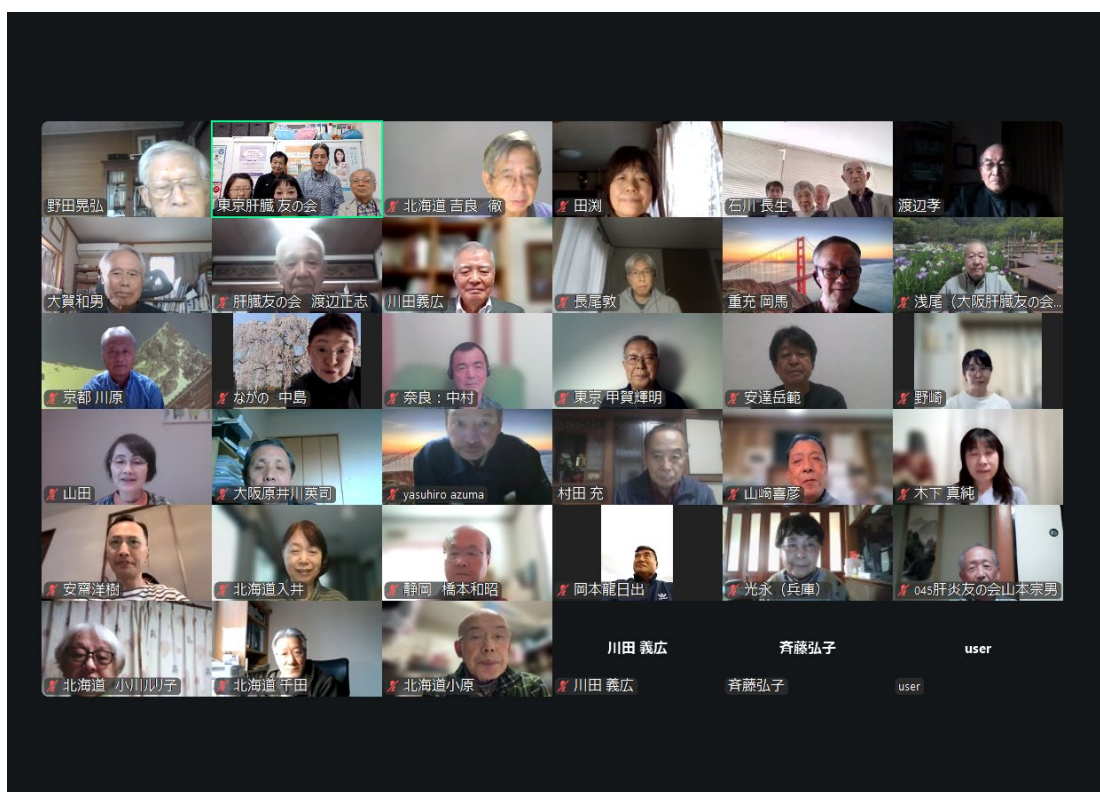 野田晃弘
東京肝臓 友の会
北海道 吉良　徹
田渕
石川 長生
渡辺孝
大賀和男
肝臓友の会　渡辺正志
川田義広
長尾敦
重充 岡馬
浅尾（大阪肝臓友の会...
京都 川原
ながの　中島
奈良：中村
東京 甲賀輝明
安達岳範
野崎
山田
大阪原井川英司
yasuhiro azuma
村田 充
山崎喜彦
木下 真純
安齋洋樹
北海道入井
静岡　橋本和昭
岡本龍日出
光永（兵庫）
045肝炎友の会山本宗男
北海道　小川ルリ子
北海道 千田
北海道小原
川田 義広
川田 義広
斉藤弘子
斉藤弘子
user
user